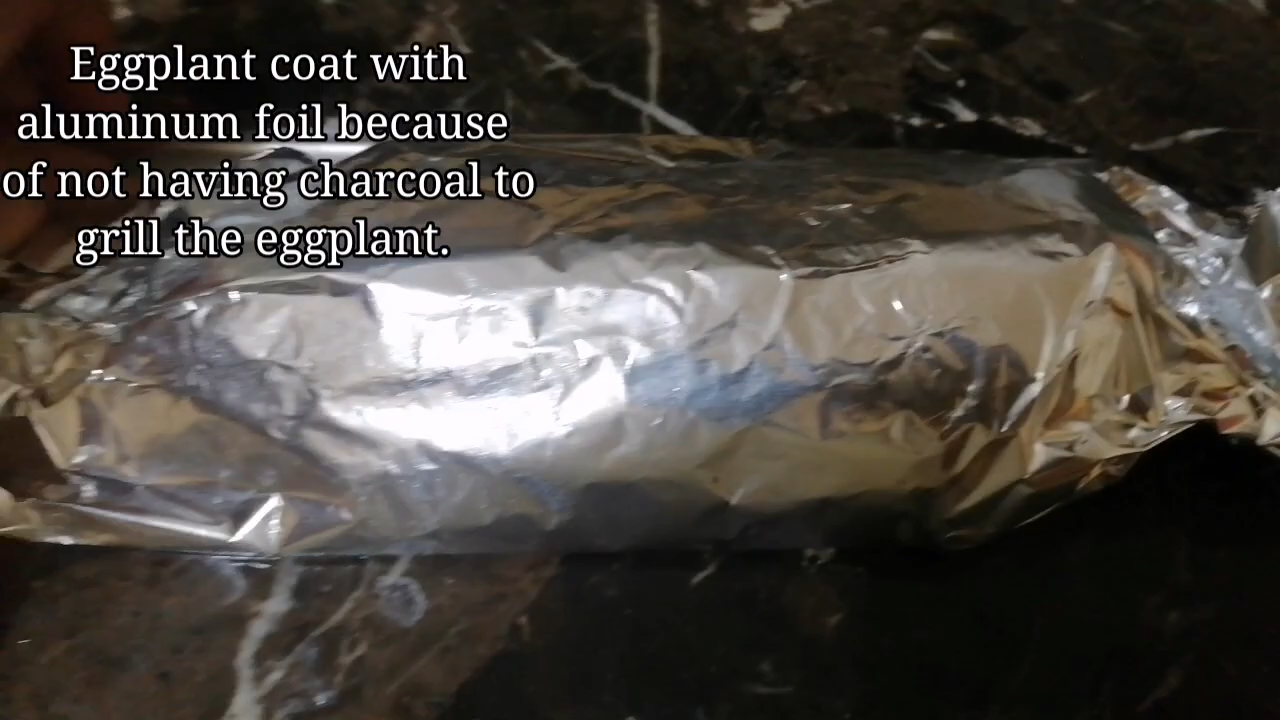 Eggplant coat with
aluminum foil because
of not having charcoal to
grill the eggplant.